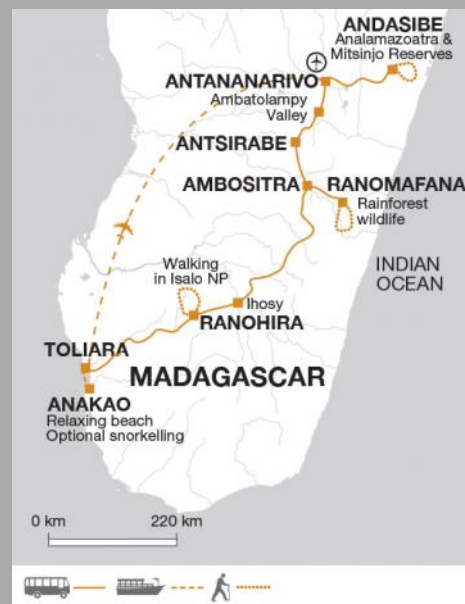 ANDASIBE
Analamazoatra &
Mitsinjo Reserves
ANTANANARIVO
Ambatolampy
Valley
ANTSIRABE
AMBOSITRA
RANOMAFANA
Rainforest
wildlife
INDIAN
OCEAN
Walking
in Isalo NP
Ihosy
RANOHIRA
TOLIARA
MADAGASCAR
ANAKAO
Relaxing beach
Optional snorkelling
0 km 220 km